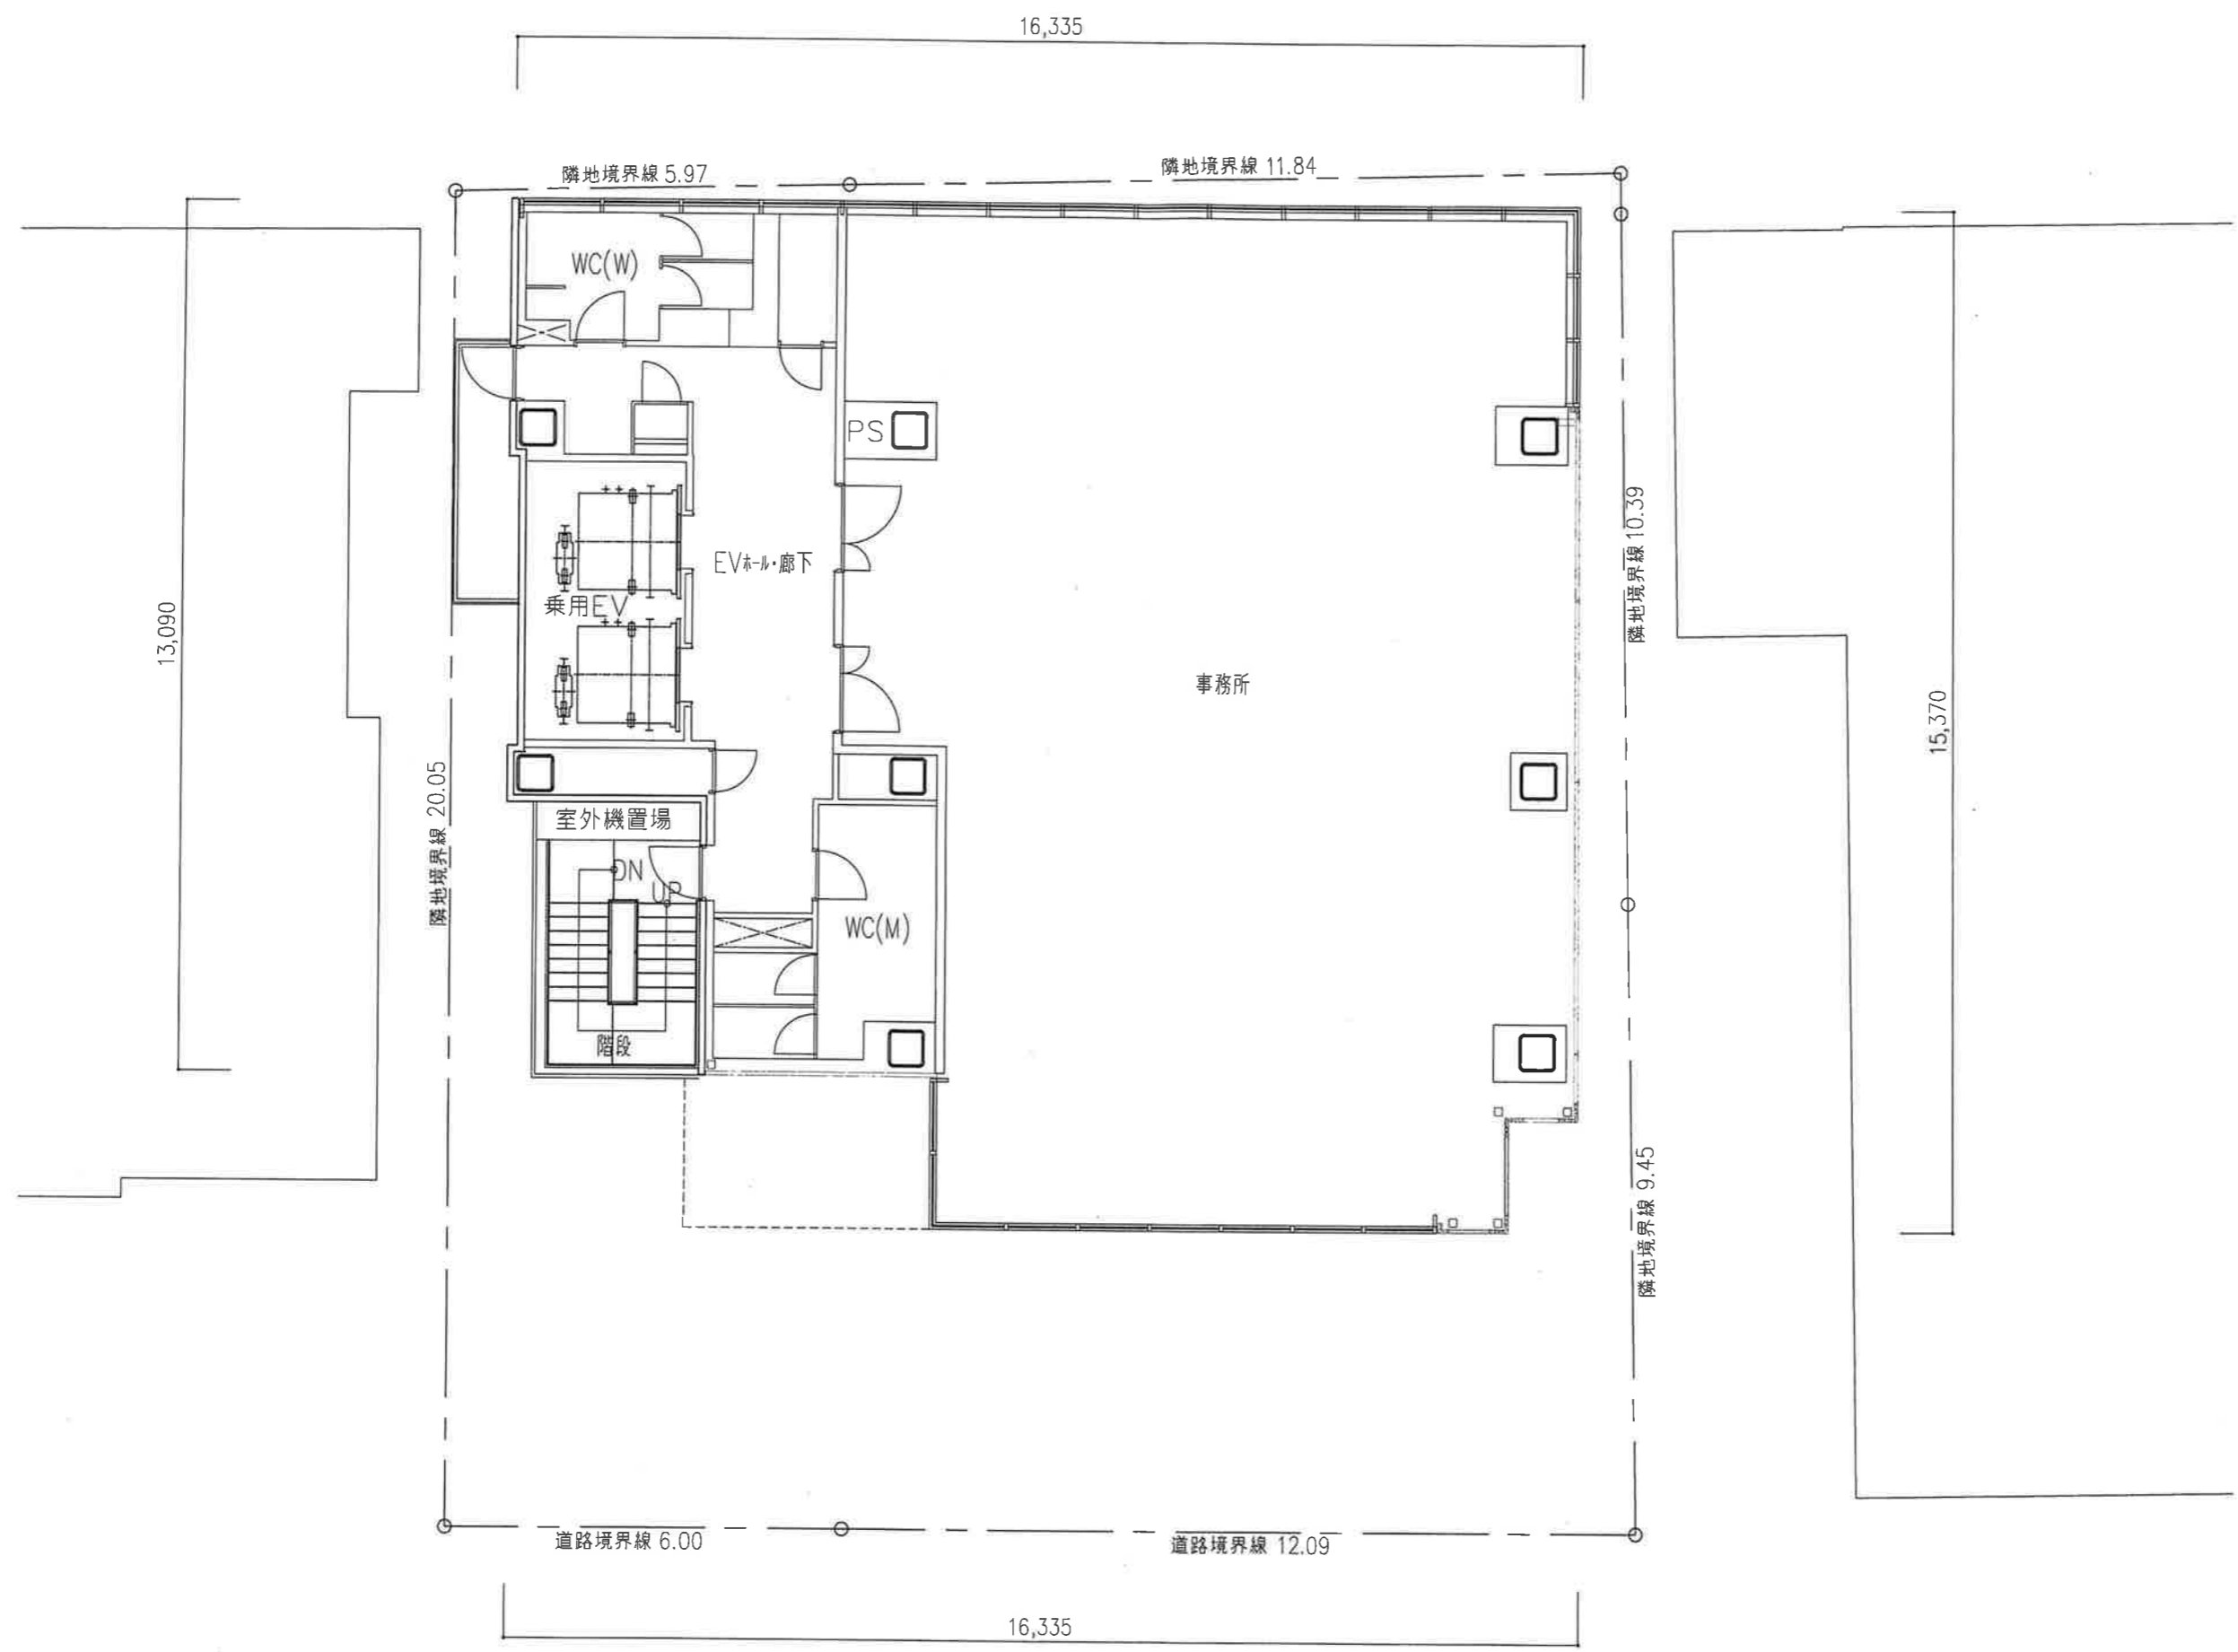 16,335
隣地境界線 5.97
隣地境界線 11.84
WC(W)
PS
隣地境界線 10.39
EVホール・廊下
乗用EV
13,090
事務所
15,370
隣地境界線 20.05
室外機置場
DN
UP
WC(M)
階段
隣地境界線 9.45
道路境界線 6.00
道路境界線 12.09
16,335